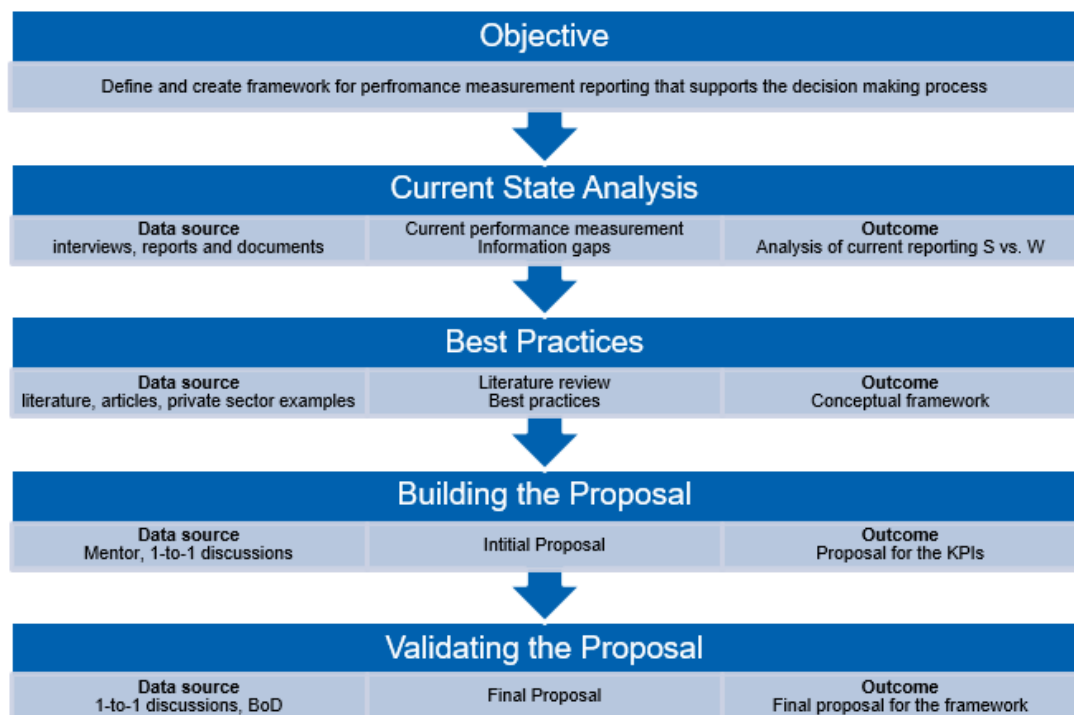 Objective
Define and create framework for perfromance measurement reporting that supports the decision making process
Current State Analysis
Data source
interviews, reports and documents
Current performance measurement
Information gaps
Outcome
Analysis of current reporting S vs. W
Best Practices
Data source
literature, articles, private sector examples
Literature review
Best practices
Outcome
Conceptual framework
Building the Proposal
Data source
Mentor, 1-to-1 discussions
Intitial Proposal
Outcome
Proposal for the KPIs
Validating the Proposal
Data source
1-to-1 discussions, BoD
Final Proposal
Outcome
Final proposal for the framework